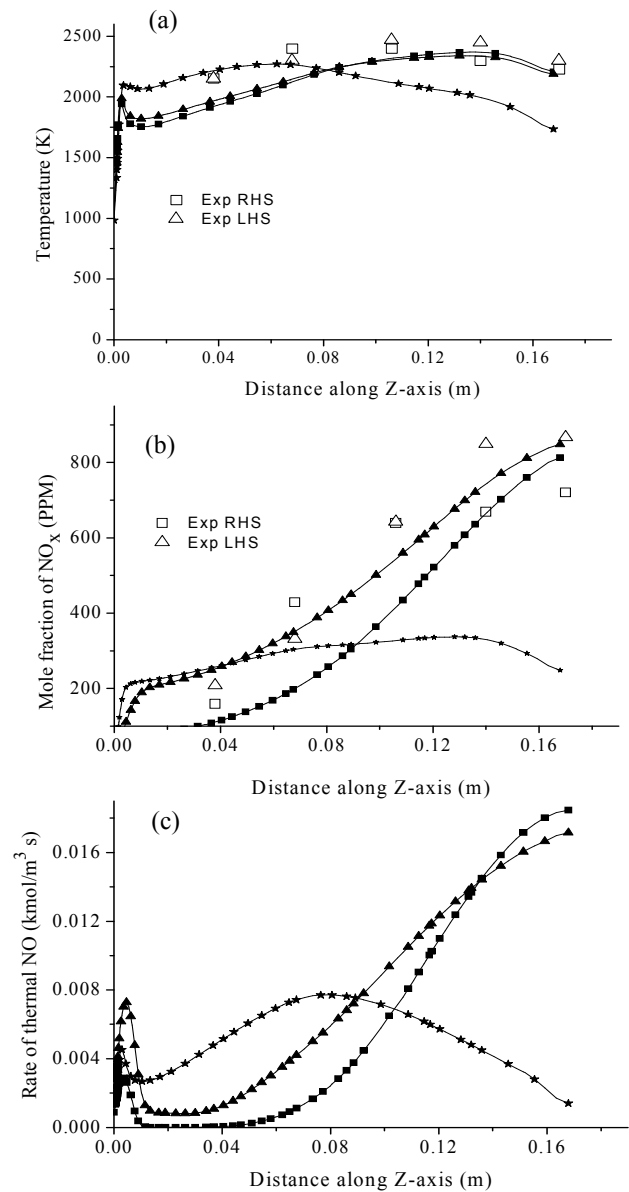 (a)
2500
2000
1500
1000
500
0
Temperature (K)
Exp RHS
Exp LHS
0.00 0.04 0.08 0.12 0.16
Distance along Z-axis (m)
(b)
800
600
400
200
Mole fraction of NOX (PPM)
Exp RHS
Exp LHS
0.00 0.04 0.08 0.12 0.16
Distance along Z-axis (m)
(c)
0.016
0.012
0.008
0.004
0.000
Rate of thermal NO (kmol/m³ s)
0.00 0.04 0.08 0.12 0.16
Distance along Z-axis (m)